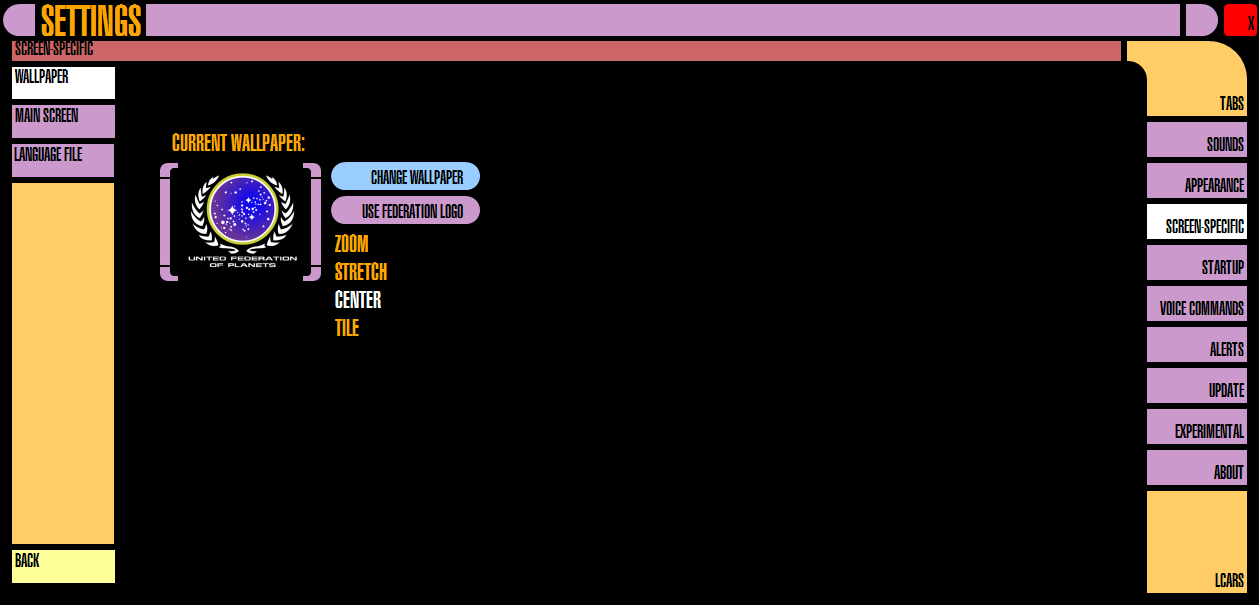 SETTINGS
X
SCREEN-SPECIFIC
WALLPAPER
MAIN SCREEN
LANGUAGE FILE
BACK
CURRENT WALLPAPER:
UNITED FEDERATION
OF PLANETS
CHANGE WALLPAPER
USE FEDERATION LOGO
ZOOM
STRETCH
CENTER
TILE
TABS
SOUNDS
APPEARANCE
SCREEN-SPECIFIC
STARTUP
VOICE COMMANDS
ALERTS
UPDATE
EXPERIMENTAL
ABOUT
LCARS